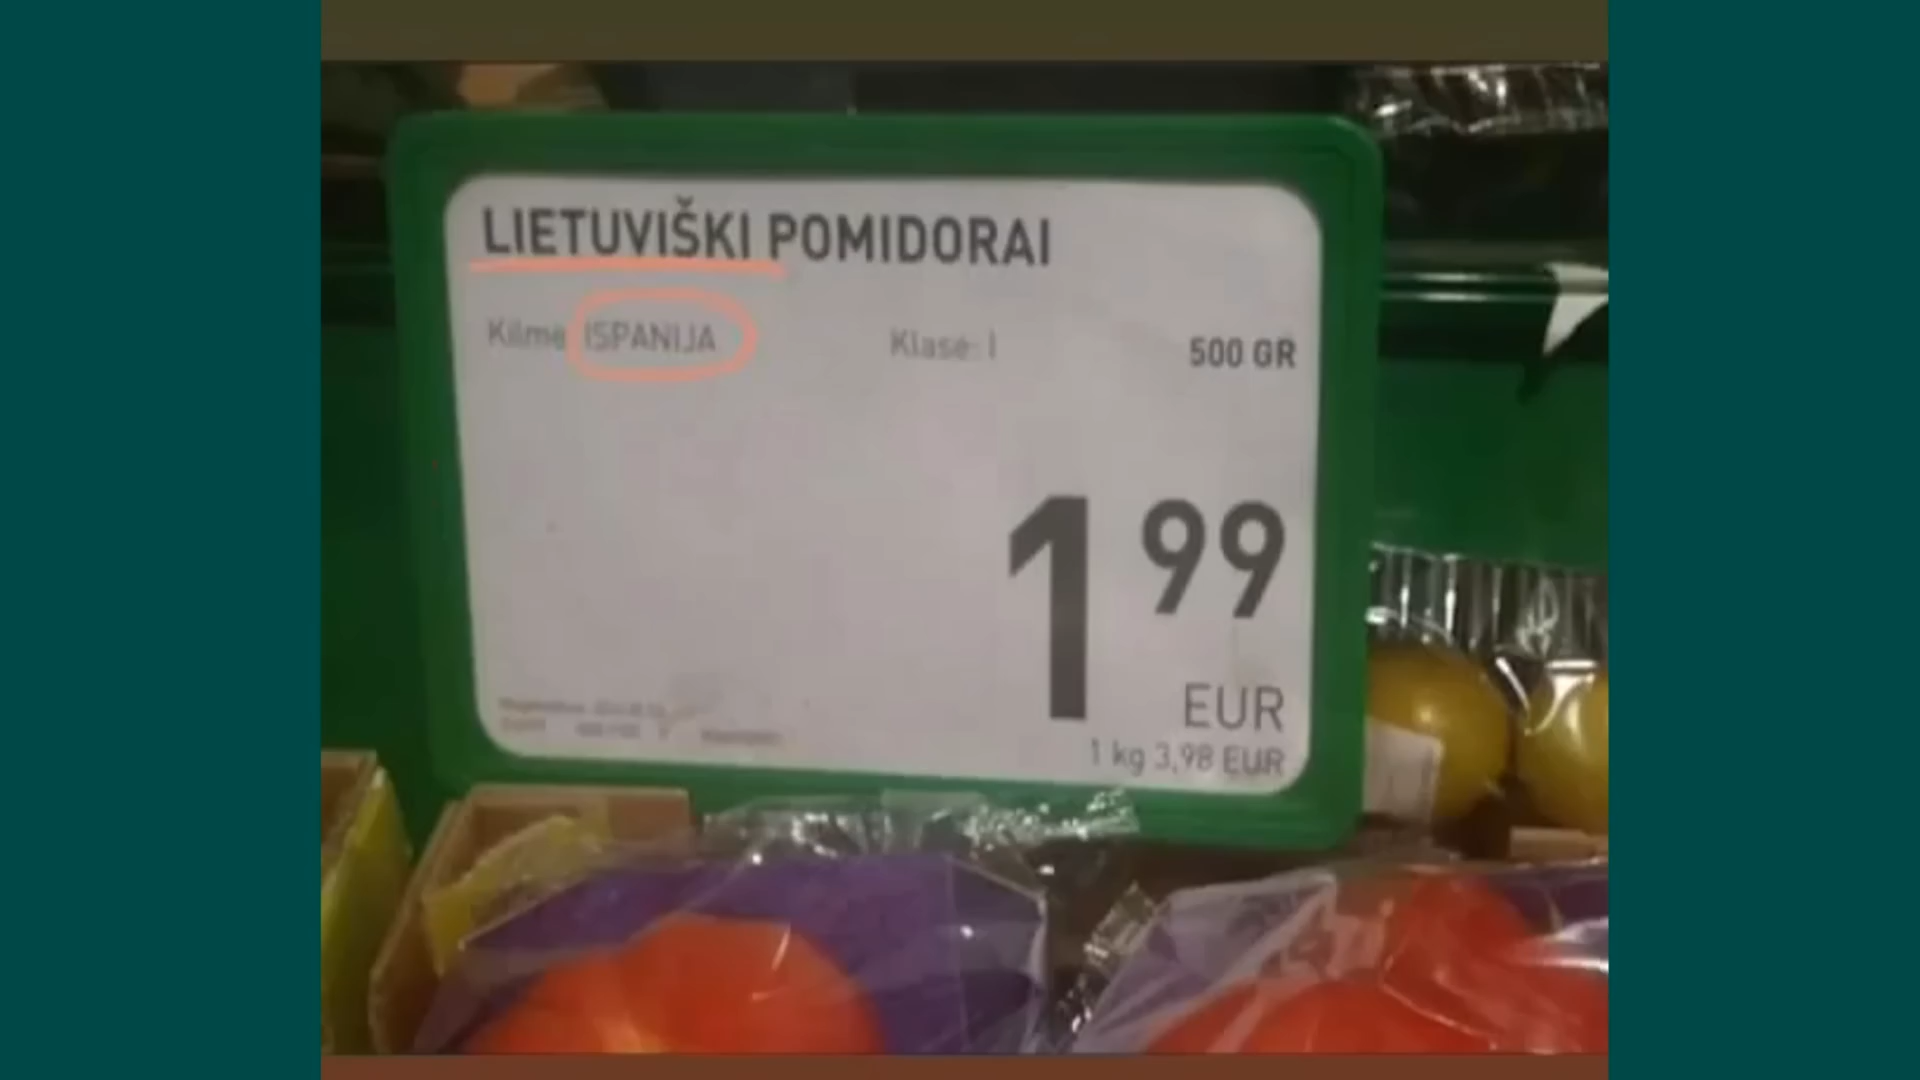 LIETUVIŠKI POMIDORAI
Kilmė ISPANIJA Klasė: I 500 GR
1 99
EUR
1 kg 3,98 EUR